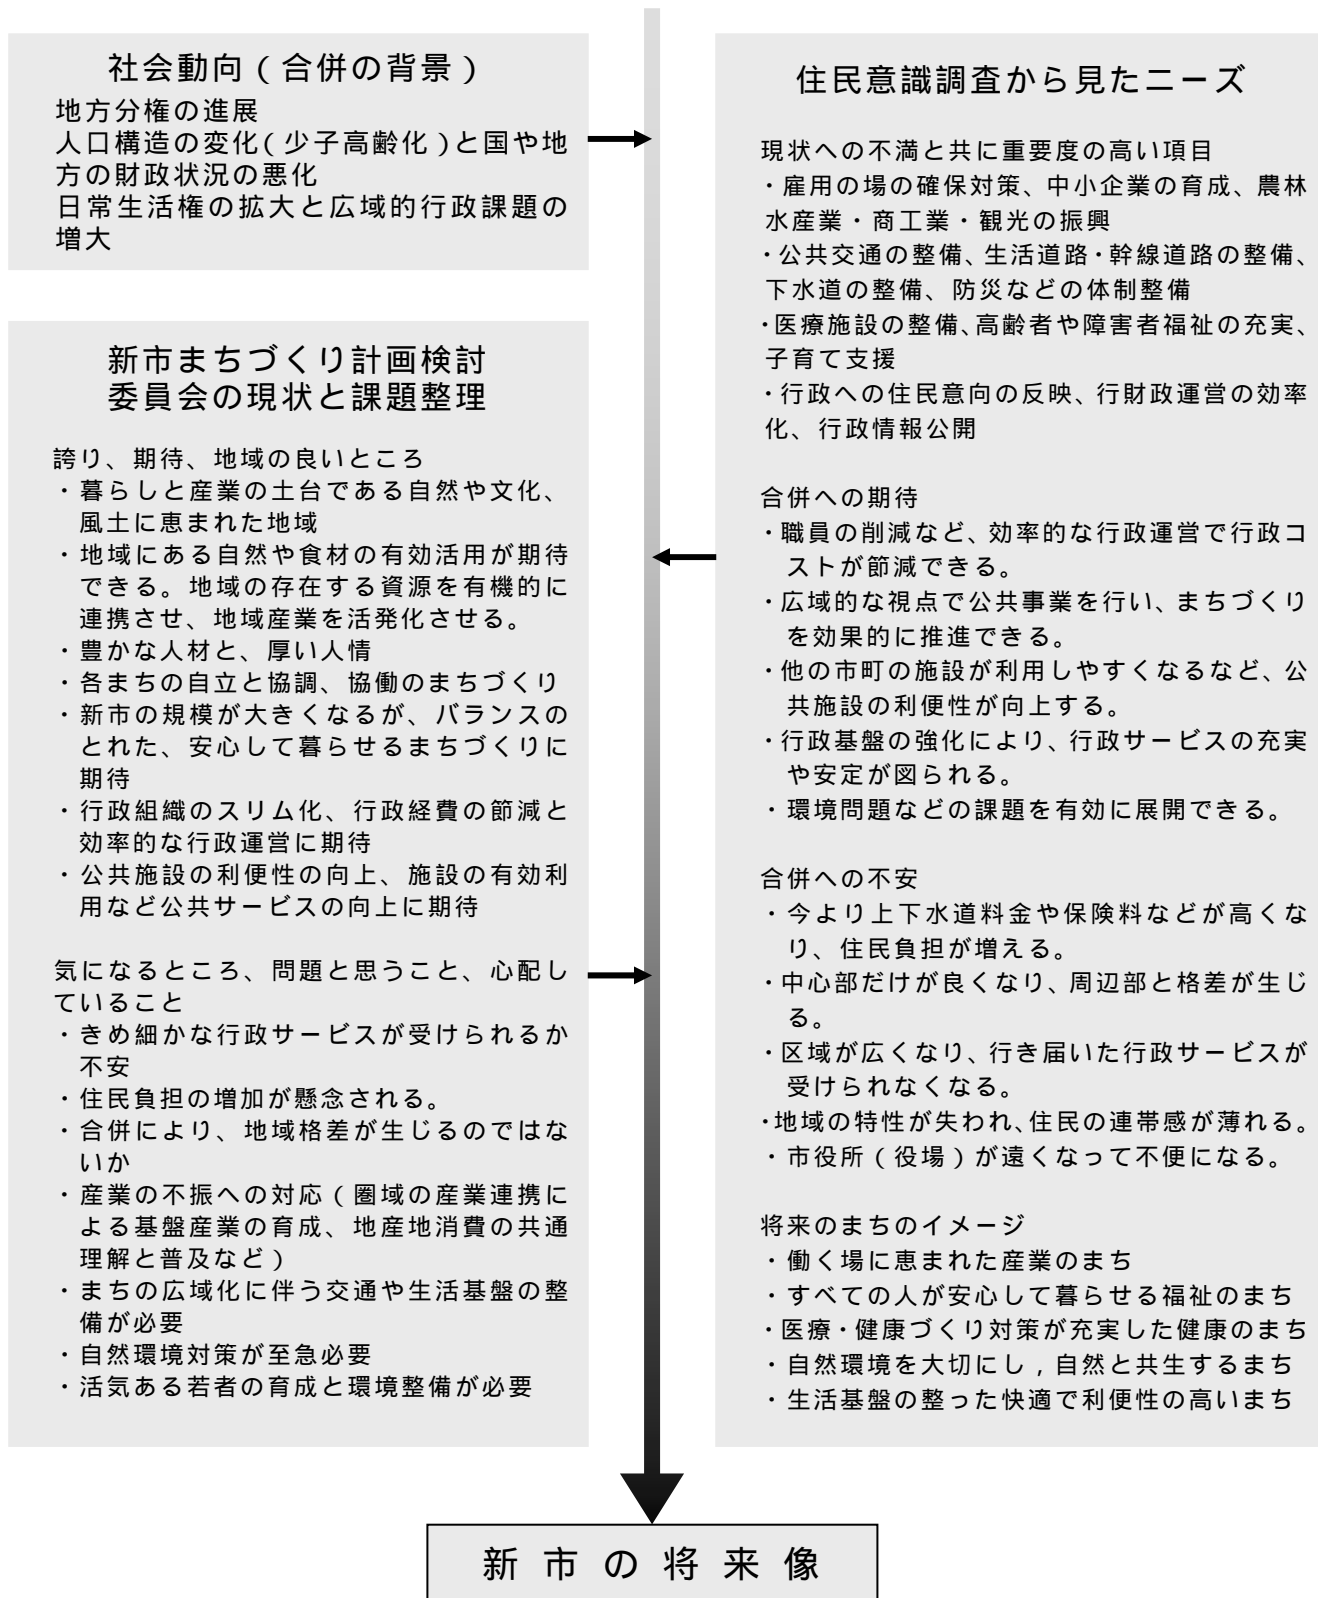 社会動向（合併の背景）
地方分権の進展
人口構造の変化（少子高齢化）と国や地
方の財政状況の悪化
日常生活権の拡大と広域的行政課題の
増大
新市まちづくり計画検討
委員会の現状と課題整理
誇り、期待、地域の良いところ
・暮らしと産業の土台である自然や文化、
風土に恵まれた地域
・地域にある自然や食材の有効活用が期待
できる。地域の存在する資源を有機的に
連携させ、地域産業を活発化させる。
・豊かな人材と、厚い人情
・各まちの自立と協調、協働のまちづくり
・新市の規模が大きくなるが、バランスの
とれた、安心して暮らせるまちづくりに
期待
・行政組織のスリム化、行政経費の節減と
効率的な行政運営に期待
・公共施設の利便性の向上、施設の有効利
用など公共サービスの向上に期待
気になるところ、問題と思うこと、心配し
ていること
・きめ細かな行政サービスが受けられるか
不安
・住民負担の増加が懸念される。
・合併により、地域格差が生じるのではな
いか
・産業の不振への対応（圏域の産業連携に
よる基盤産業の育成、地産地消費の共通
理解と普及など）
・まちの広域化に伴う交通や生活基盤の整
備が必要
・自然環境対策が至急必要
・活気ある若者の育成と環境整備が必要
住民意識調査から見たニーズ
現状への不満と共に重要度の高い項目
・雇用の場の確保対策、中小企業の育成、農林
水産業・商工業・観光の振興
・公共交通の整備、生活道路・幹線道路の整備、
下水道の整備、防災などの体制整備
・医療施設の整備、高齢者や障害者福祉の充実、
子育て支援
・行政への住民意向の反映、行財政運営の効率
化、行政情報公開
合併への期待
・職員の削減など、効率的な行政運営で行政コ
ストが節減できる。
・広域的な視点で公共事業を行い、まちづくり
を効果的に推進できる。
・他の市町の施設が利用しやすくなるなど、公
共施設の利便性が向上する。
・行政基盤の強化により、行政サービスの充実
や安定が図られる。
・環境問題などの課題を有効に展開できる。
合併への不安
・今より上下水道料金や保険料などが高くな
り、住民負担が増える。
・中心部だけが良くなり、周辺部と格差が生じ
る。
・区域が広くなり、行き届いた行政サービスが
受けられなくなる。
・地域の特性が失われ、住民の連帯感が薄れる。
・市役所（役場）が遠くなって不便になる。
将来のまちのイメージ
・働く場に恵まれた産業のまち
・すべての人が安心して暮らせる福祉のまち
・医療・健康づくり対策が充実した健康のまち
・自然環境を大切にし，自然と共生するまち
・生活基盤の整った快適で利便性の高いまち
新市の将来像